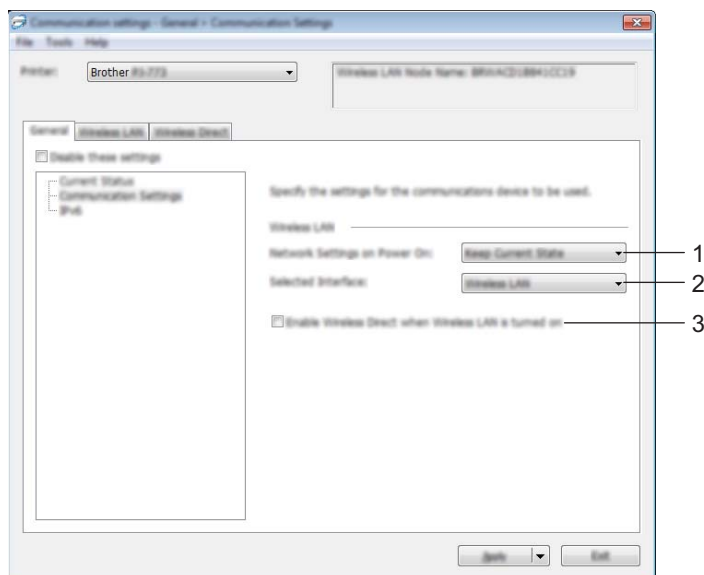 Communication settings - General > Communication Settings
File Tools Help
Printer:
Brother PJ-773
Wireless LAN Node Name:
General Wireless LAN Wireless Direct
Disable these settings
Current Status
Communication Settings
IPv6
Specify the settings for the communications device to be used.
Wireless LAN
Network Settings on Power On: Keep Current State 1
Selected Interface: Wireless LAN 2
Enable Wireless Direct when Wireless LAN is turned on 3
Apply Exit